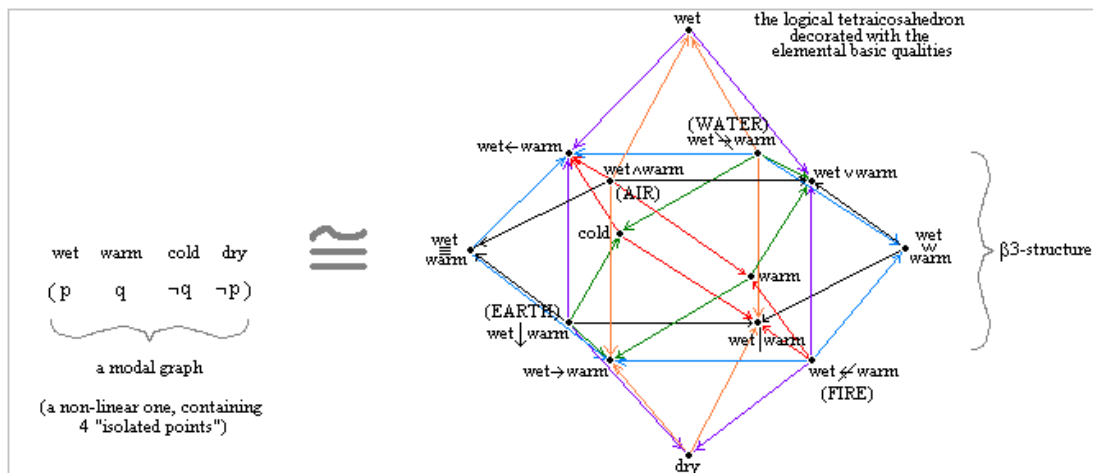 wet
the logical tetraicosahedron
decorated with the
elemental basic qualities
(WATER)
wet↛warm
wet←warm
wet∧warm
wet∨warm
(AIR)
cold
wet
≡
warm
wet
w
warm
β3-structure
wet warm cold dry
(p q ¬q ¬p)
≅
warm
(EARTH)
wet↓warm
wet|warm
a modal graph
wet→warm
wet↚warm
(FIRE)
(a non-linear one, containing
4 "isolated points")
dry